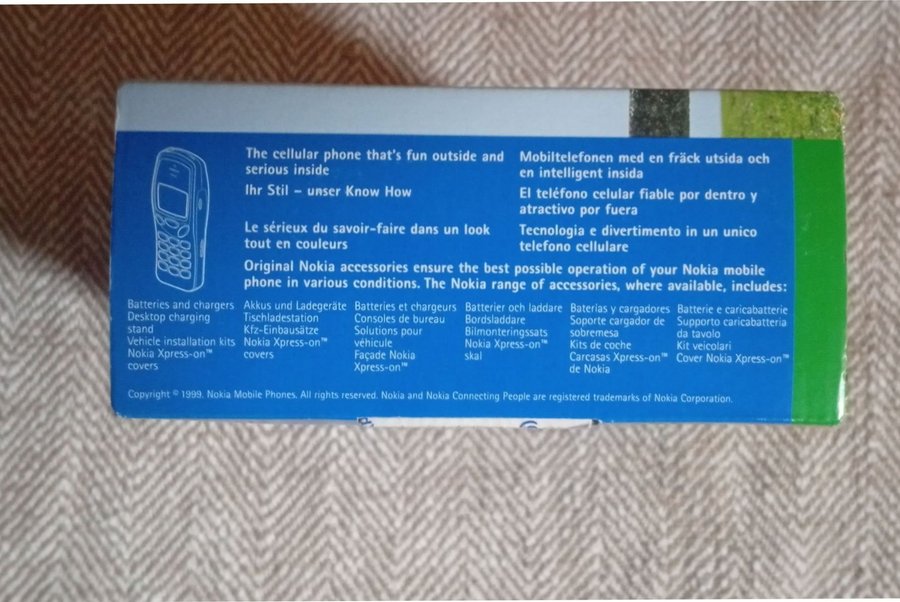 The cellular phone that's fun outside and
serious inside
Ihr Stil – unser Know How
Le sérieux du savoir-faire dans un look
tout en couleurs
Mobiltelefonen med en fräck utsida och
en intelligent insida
El teléfono celular fiable por dentro y
atractivo por fuera
Tecnologia e divertimento in un unico
telefono cellulare
Original Nokia accessories ensure the best possible operation of your Nokia mobile
phone in various conditions. The Nokia range of accessories, where available, includes:
Batteries and chargers
Desktop charging
stand
Vehicle installation kits
Nokia Xpress-on™
covers
Akkus und Ladegeräte
Tischladestation
Kfz-Einbausätze
Nokia Xpress-on™
covers
Batteries et chargeurs
Consoles de bureau
Solutions pour
véhicule
Façade Nokia
Xpress-on™
Batterier och laddare
Bordsladdare
Bilmonteringssats
Nokia Xpress-on™
skal
Baterías y cargadores
Soporte cargador de
sobremesa
Kits de coche
Carcasas Xpress-on™
de Nokia
Batterie e caricabatterie
Supporto caricabatteria
da tavolo
Kit veicolari
Cover Nokia Xpress-on™
Copyright © 1999. Nokia Mobile Phones. All rights reserved. Nokia and Nokia Connecting People are registered trademarks of Nokia Corporation.